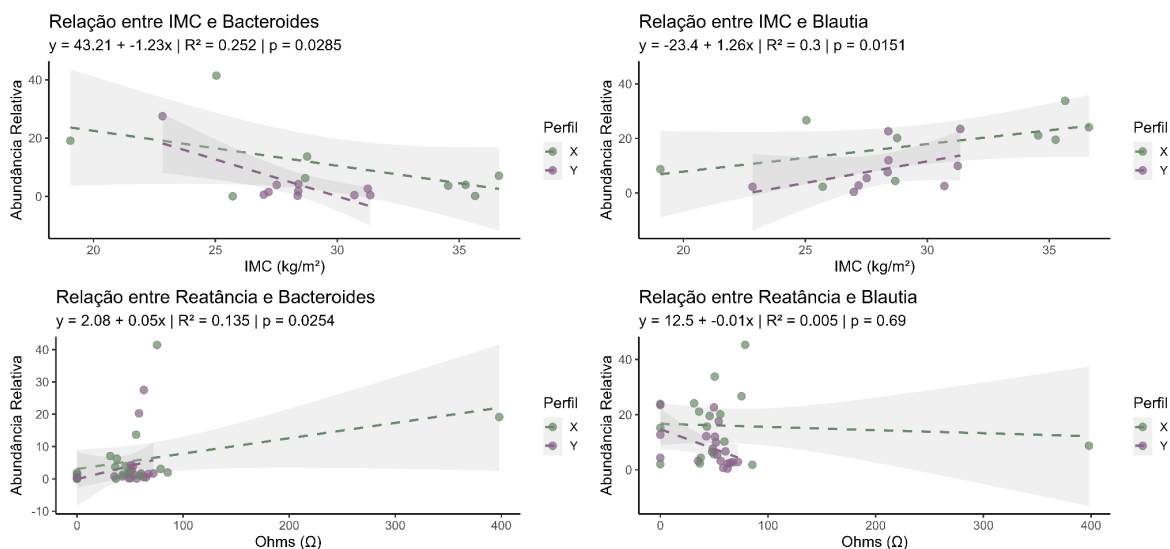 Relação entre IMC e Bacteroides
y = 43.21 + -1.23x | R² = 0.252 | p = 0.0285
Abundância Relativa
40
20
0
20
25
30
35
IMC (kg/m²)
Perfil
X
Y
Relação entre IMC e Blautia
y = -23.4 + 1.26x | R² = 0.3 | p = 0.0151
Abundância Relativa
40
20
0
20
25
30
35
IMC (kg/m²)
Perfil
X
Y
Relação entre Reatância e Bacteroides
y = 2.08 + 0.05x | R² = 0.135 | p = 0.0254
Abundância Relativa
40
30
20
10
0
-10
0
100
200
300
400
Ohms (Ω)
Perfil
X
Y
Relação entre Reatância e Blautia
y = 12.5 + -0.01x | R² = 0.005 | p = 0.69
Abundância Relativa
40
20
0
0
100
200
300
400
Ohms (Ω)
Perfil
X
Y